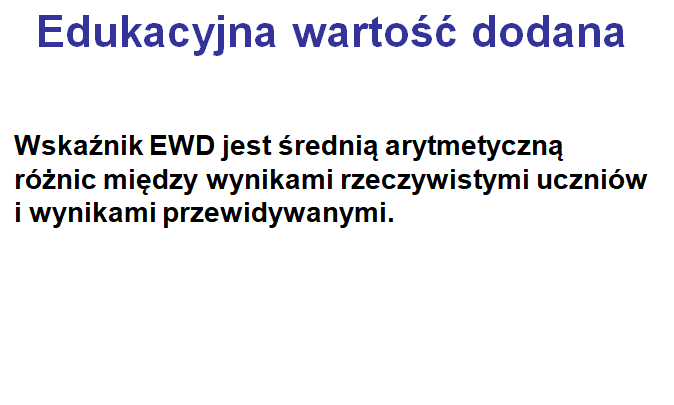 Edukacyjna wartość dodana
Wskaźnik EWD jest średnią arytmetyczną
różnic między wynikami rzeczywistymi uczniów
i wynikami przewidywanymi.